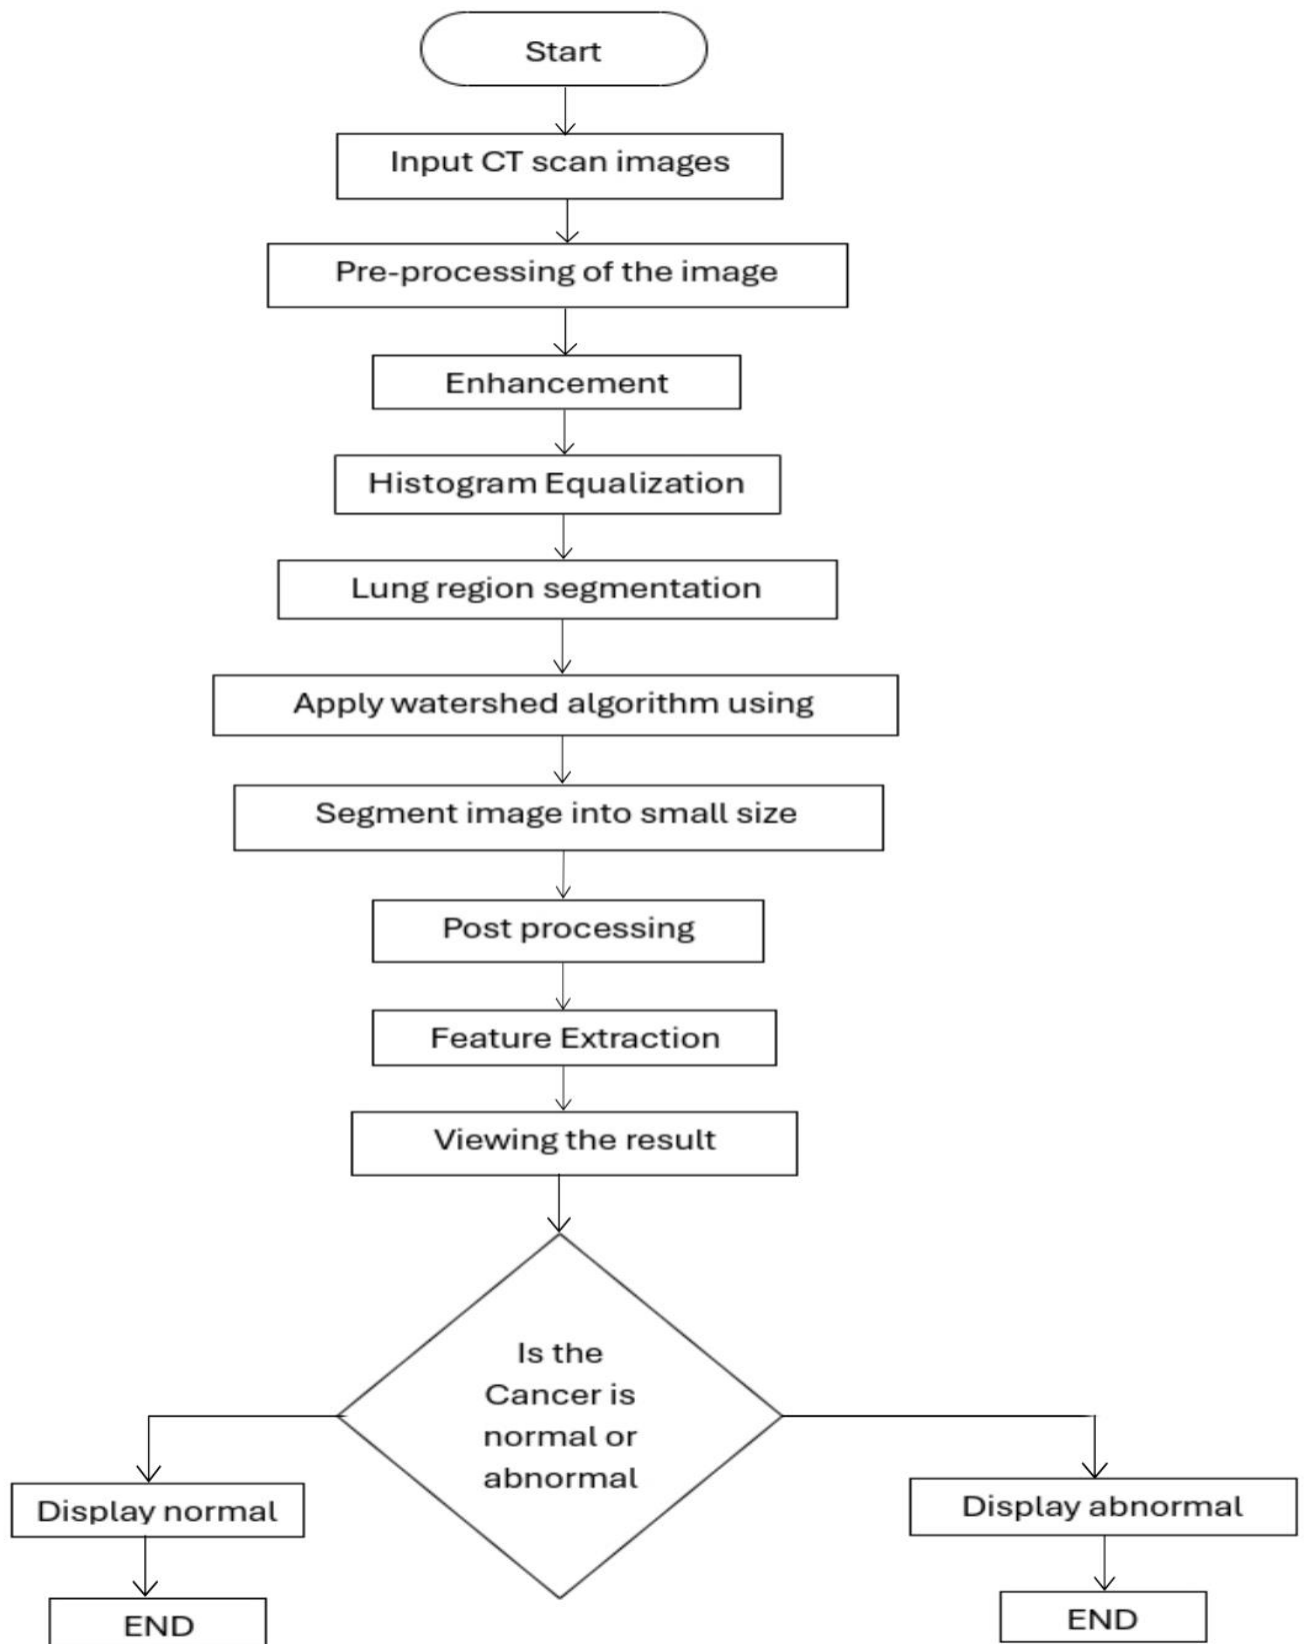 Start
Input CT scan images
Pre-processing of the image
Enhancement
Histogram Equalization
Lung region segmentation
Apply watershed algorithm using
Segment image into small size
Post processing
Feature Extraction
Viewing the result
Is the
Cancer is
normal or
abnormal
Display normal
Display abnormal
END
END